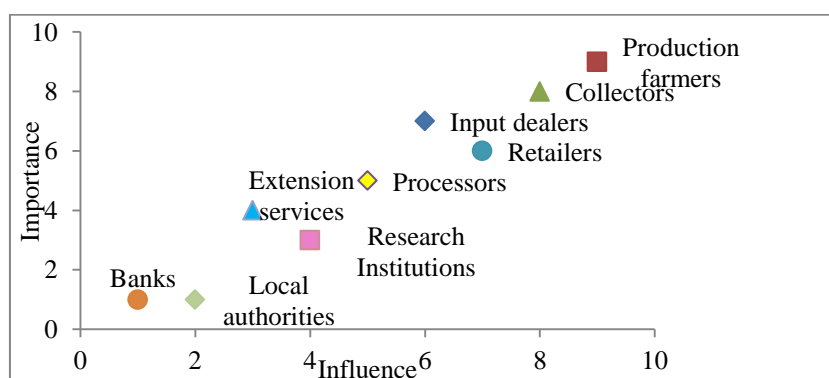 10
Production
farmers
8
Collectors
Input dealers
Retailers
6
Importance
Extension
services
Processors
4
Research
Institutions
2
Banks
Local
authorities
0
0
2
4
6
8
10
Influence